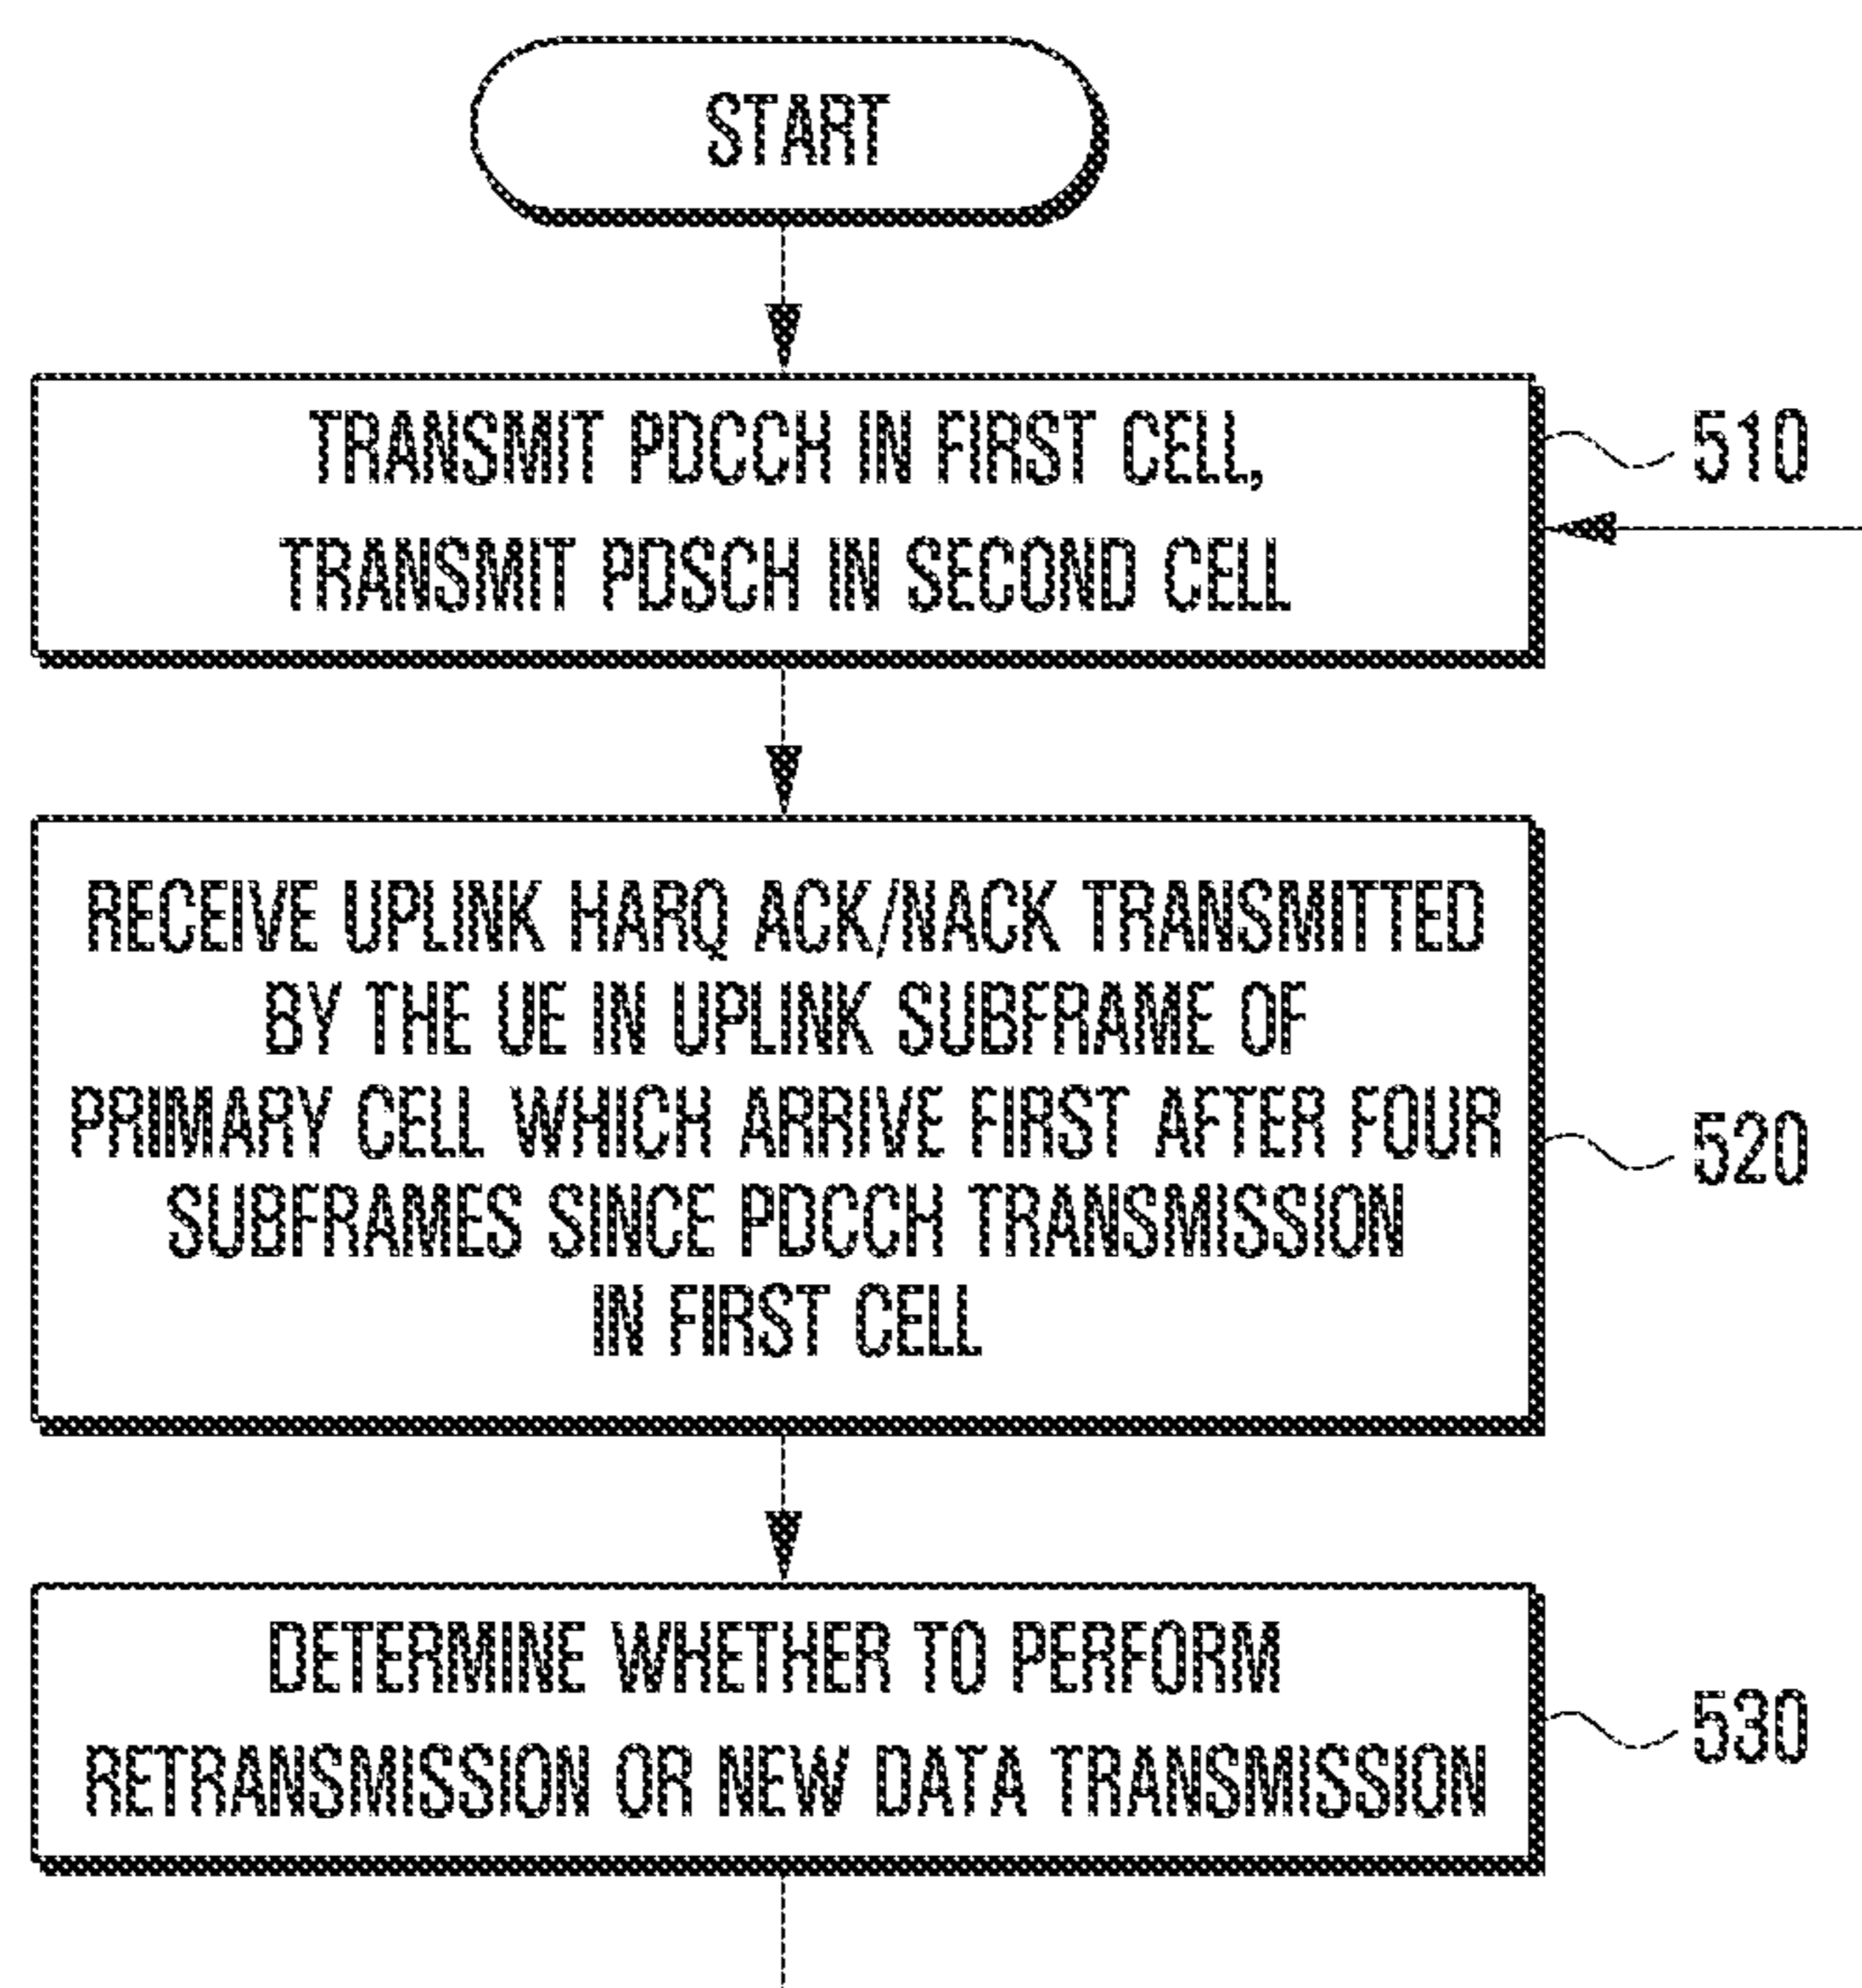 START
TRANSMIT PDCCH IN FIRST CELL,
TRANSMIT PDSCH IN SECOND CELL
510
RECEIVE UPLINK HARQ ACK/NACK TRANSMITTED
BY THE UE IN UPLINK SUBFRAME OF
PRIMARY CELL WHICH ARRIVE FIRST AFTER FOUR
SUBFRAMES SINCE PDCCH TRANSMISSION
IN FIRST CELL
520
DETERMINE WHETHER TO PERFORM
RETRANSMISSION OR NEW DATA TRANSMISSION
530